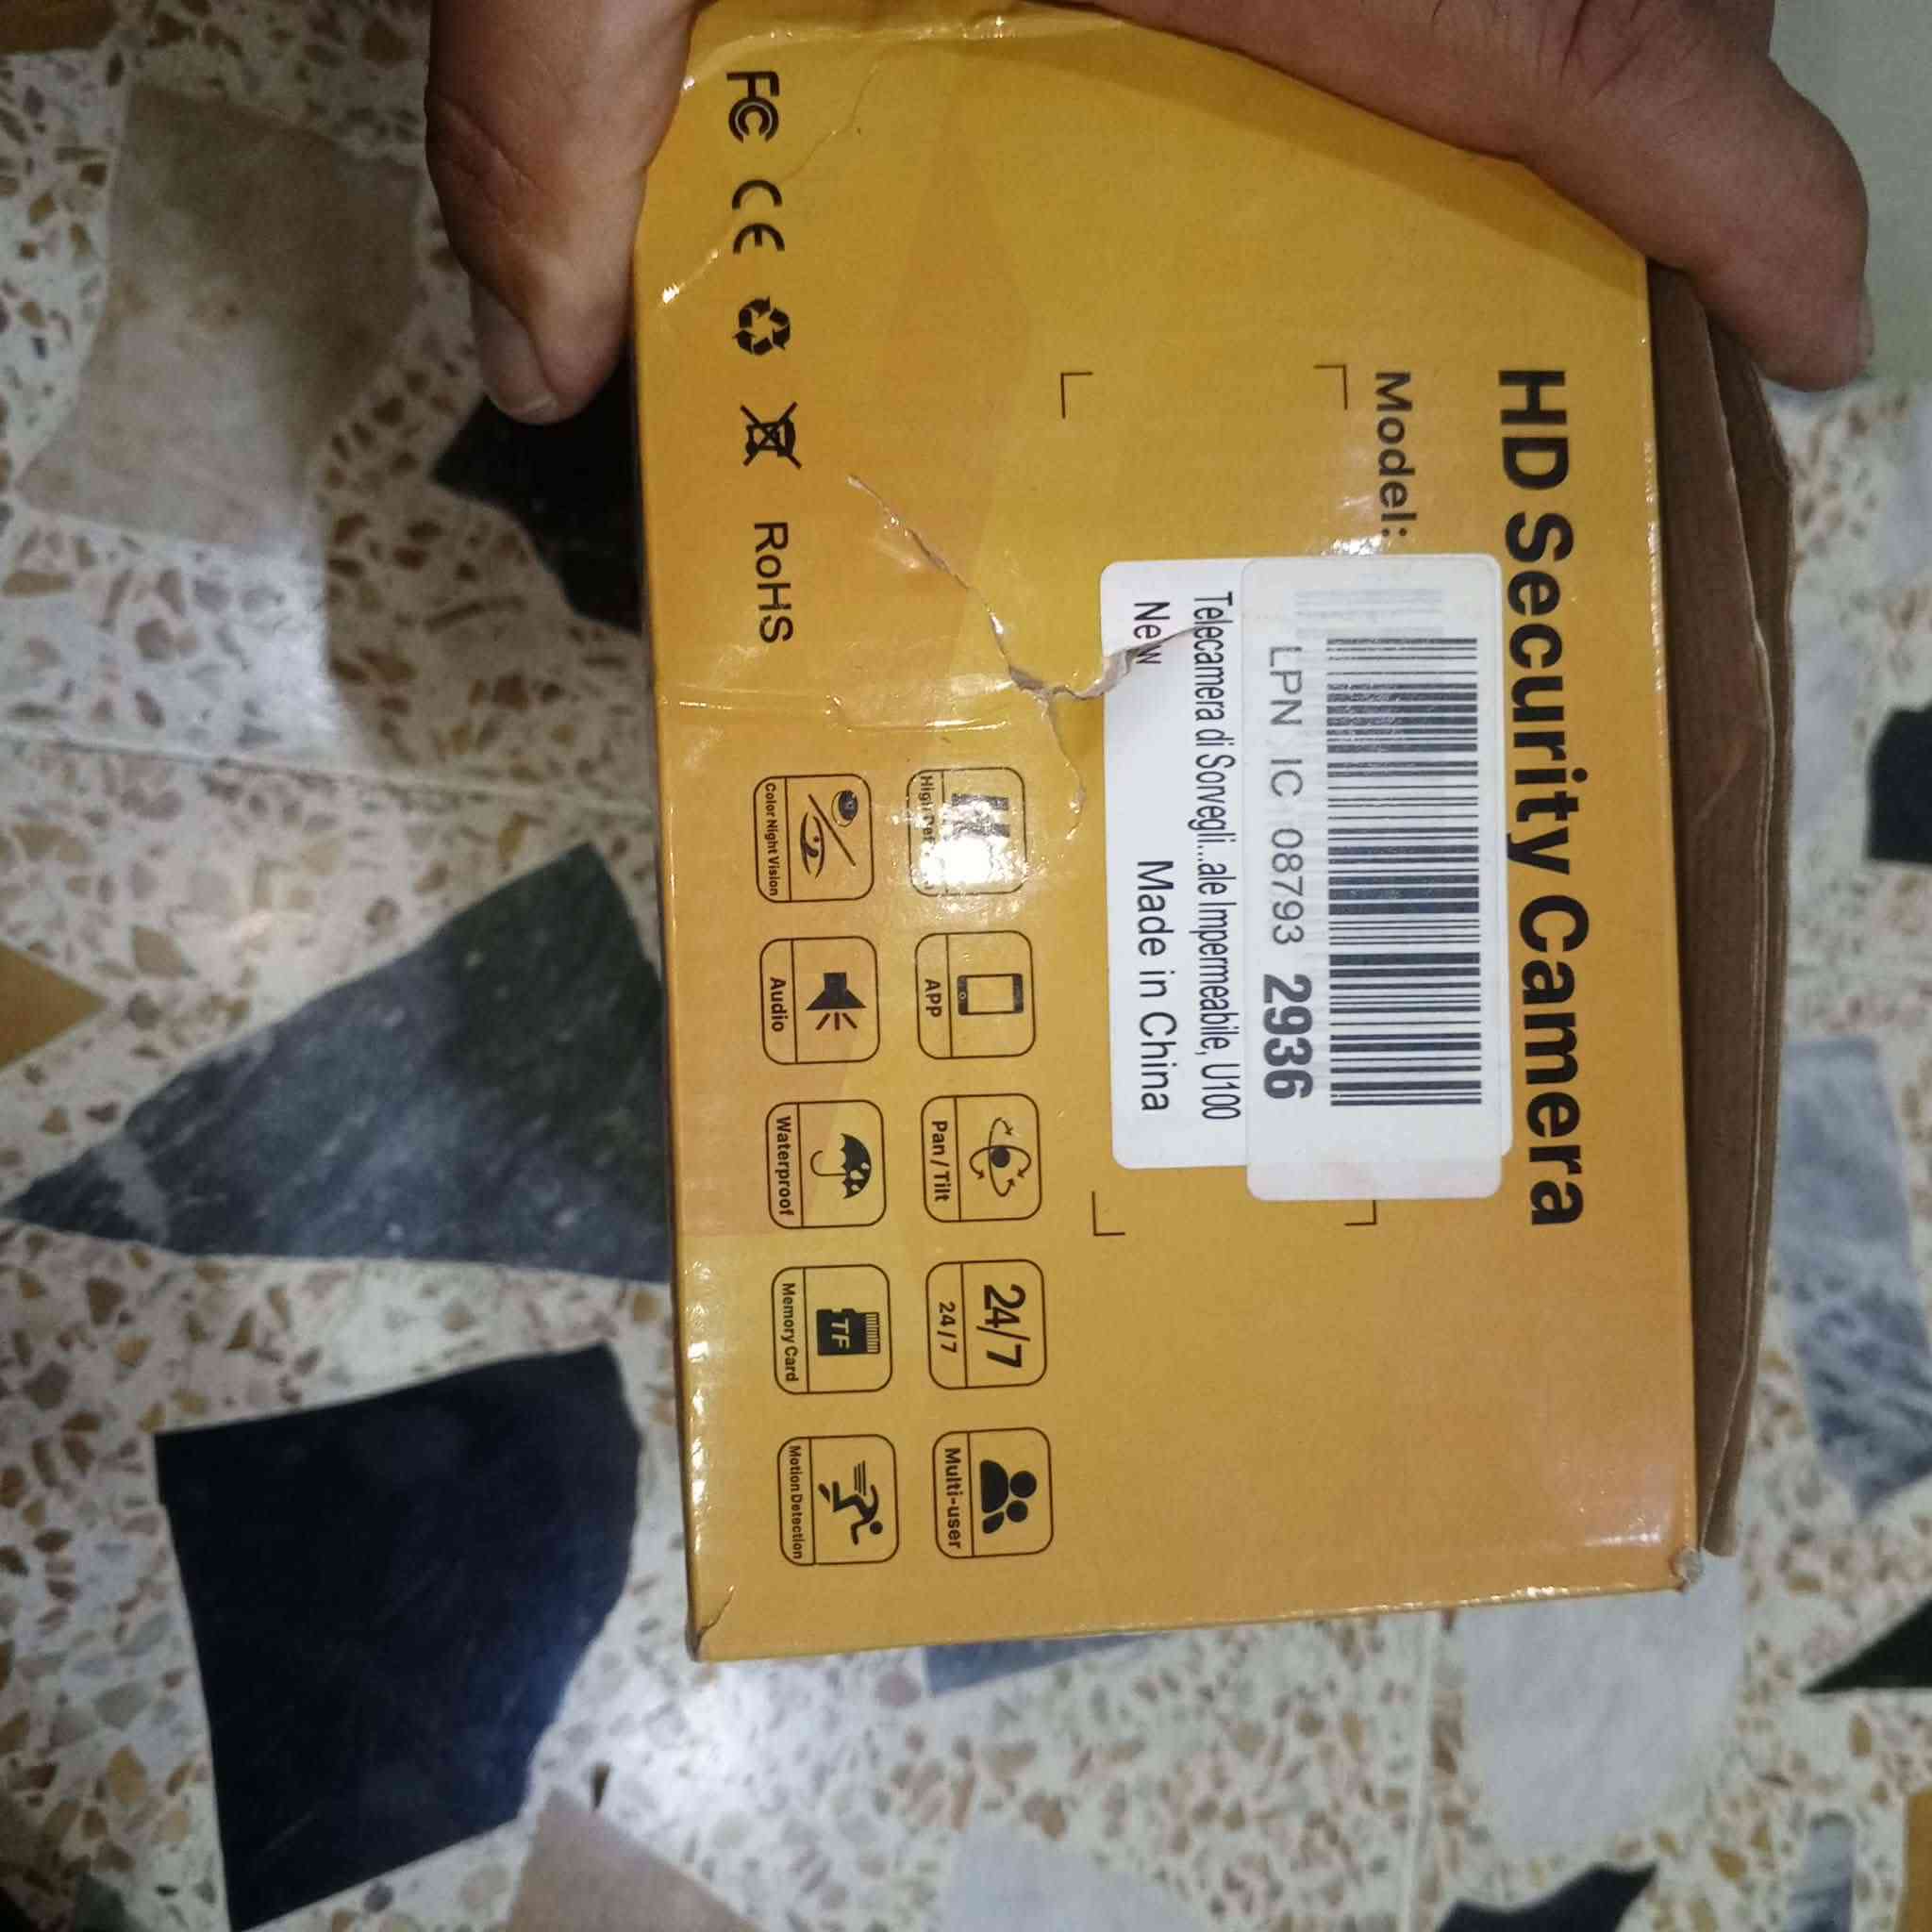 HD Security Camera
Model:
LPN IC 08793 2936
Telecamera di Sorvegli...ale Impermeabile, U100
New
Made in China
APP
Pan/Tilt
24/7
24/7
Multi-user
Color Night Vision
Audio
Waterproof
TF
Memory Card
Motion Detection
FC CE RoHS